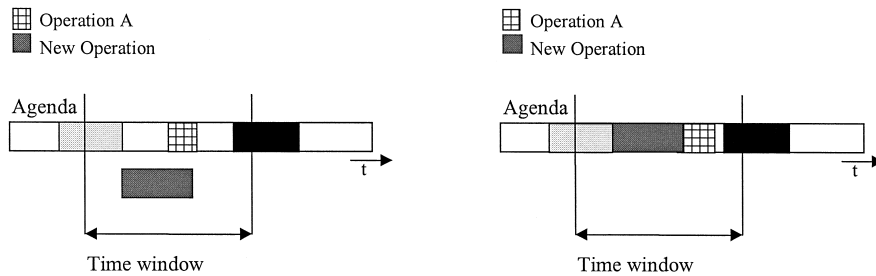 Operation A
New Operation
Agenda
t
Time window
Operation A
New Operation
Agenda
t
Time window